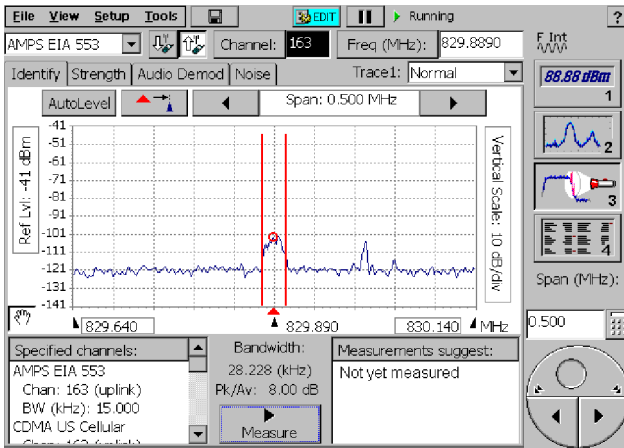 File View Setup Tools EDIT Running ?
AMPS EIA 553 Channel: 163 Freq (MHz): 829.8890 F Int
Identify Strength Audio Demod Noise Trace1: Normal
88.88 dBm
1
AutoLevel Span: 0.500 MHz
-41
-51
-61
-71
-81
-91
-101
-111
-121
-131
-141
Ref Lvl: -41 dBm
Vertical Scale: 10 dB/div
2
3
4
Span (MHz):
0.500
829.640 829.890 830.140 MHz
Specified channels:
AMPS EIA 553
Chan: 163 (uplink)
BW (kHz): 15.000
CDMA US Cellular
Chan: 163 (uplink)
Bandwidth:
28.228 (kHz)
Pk/Av: 8.00 dB
Measure
Measurements suggest:
Not yet measured